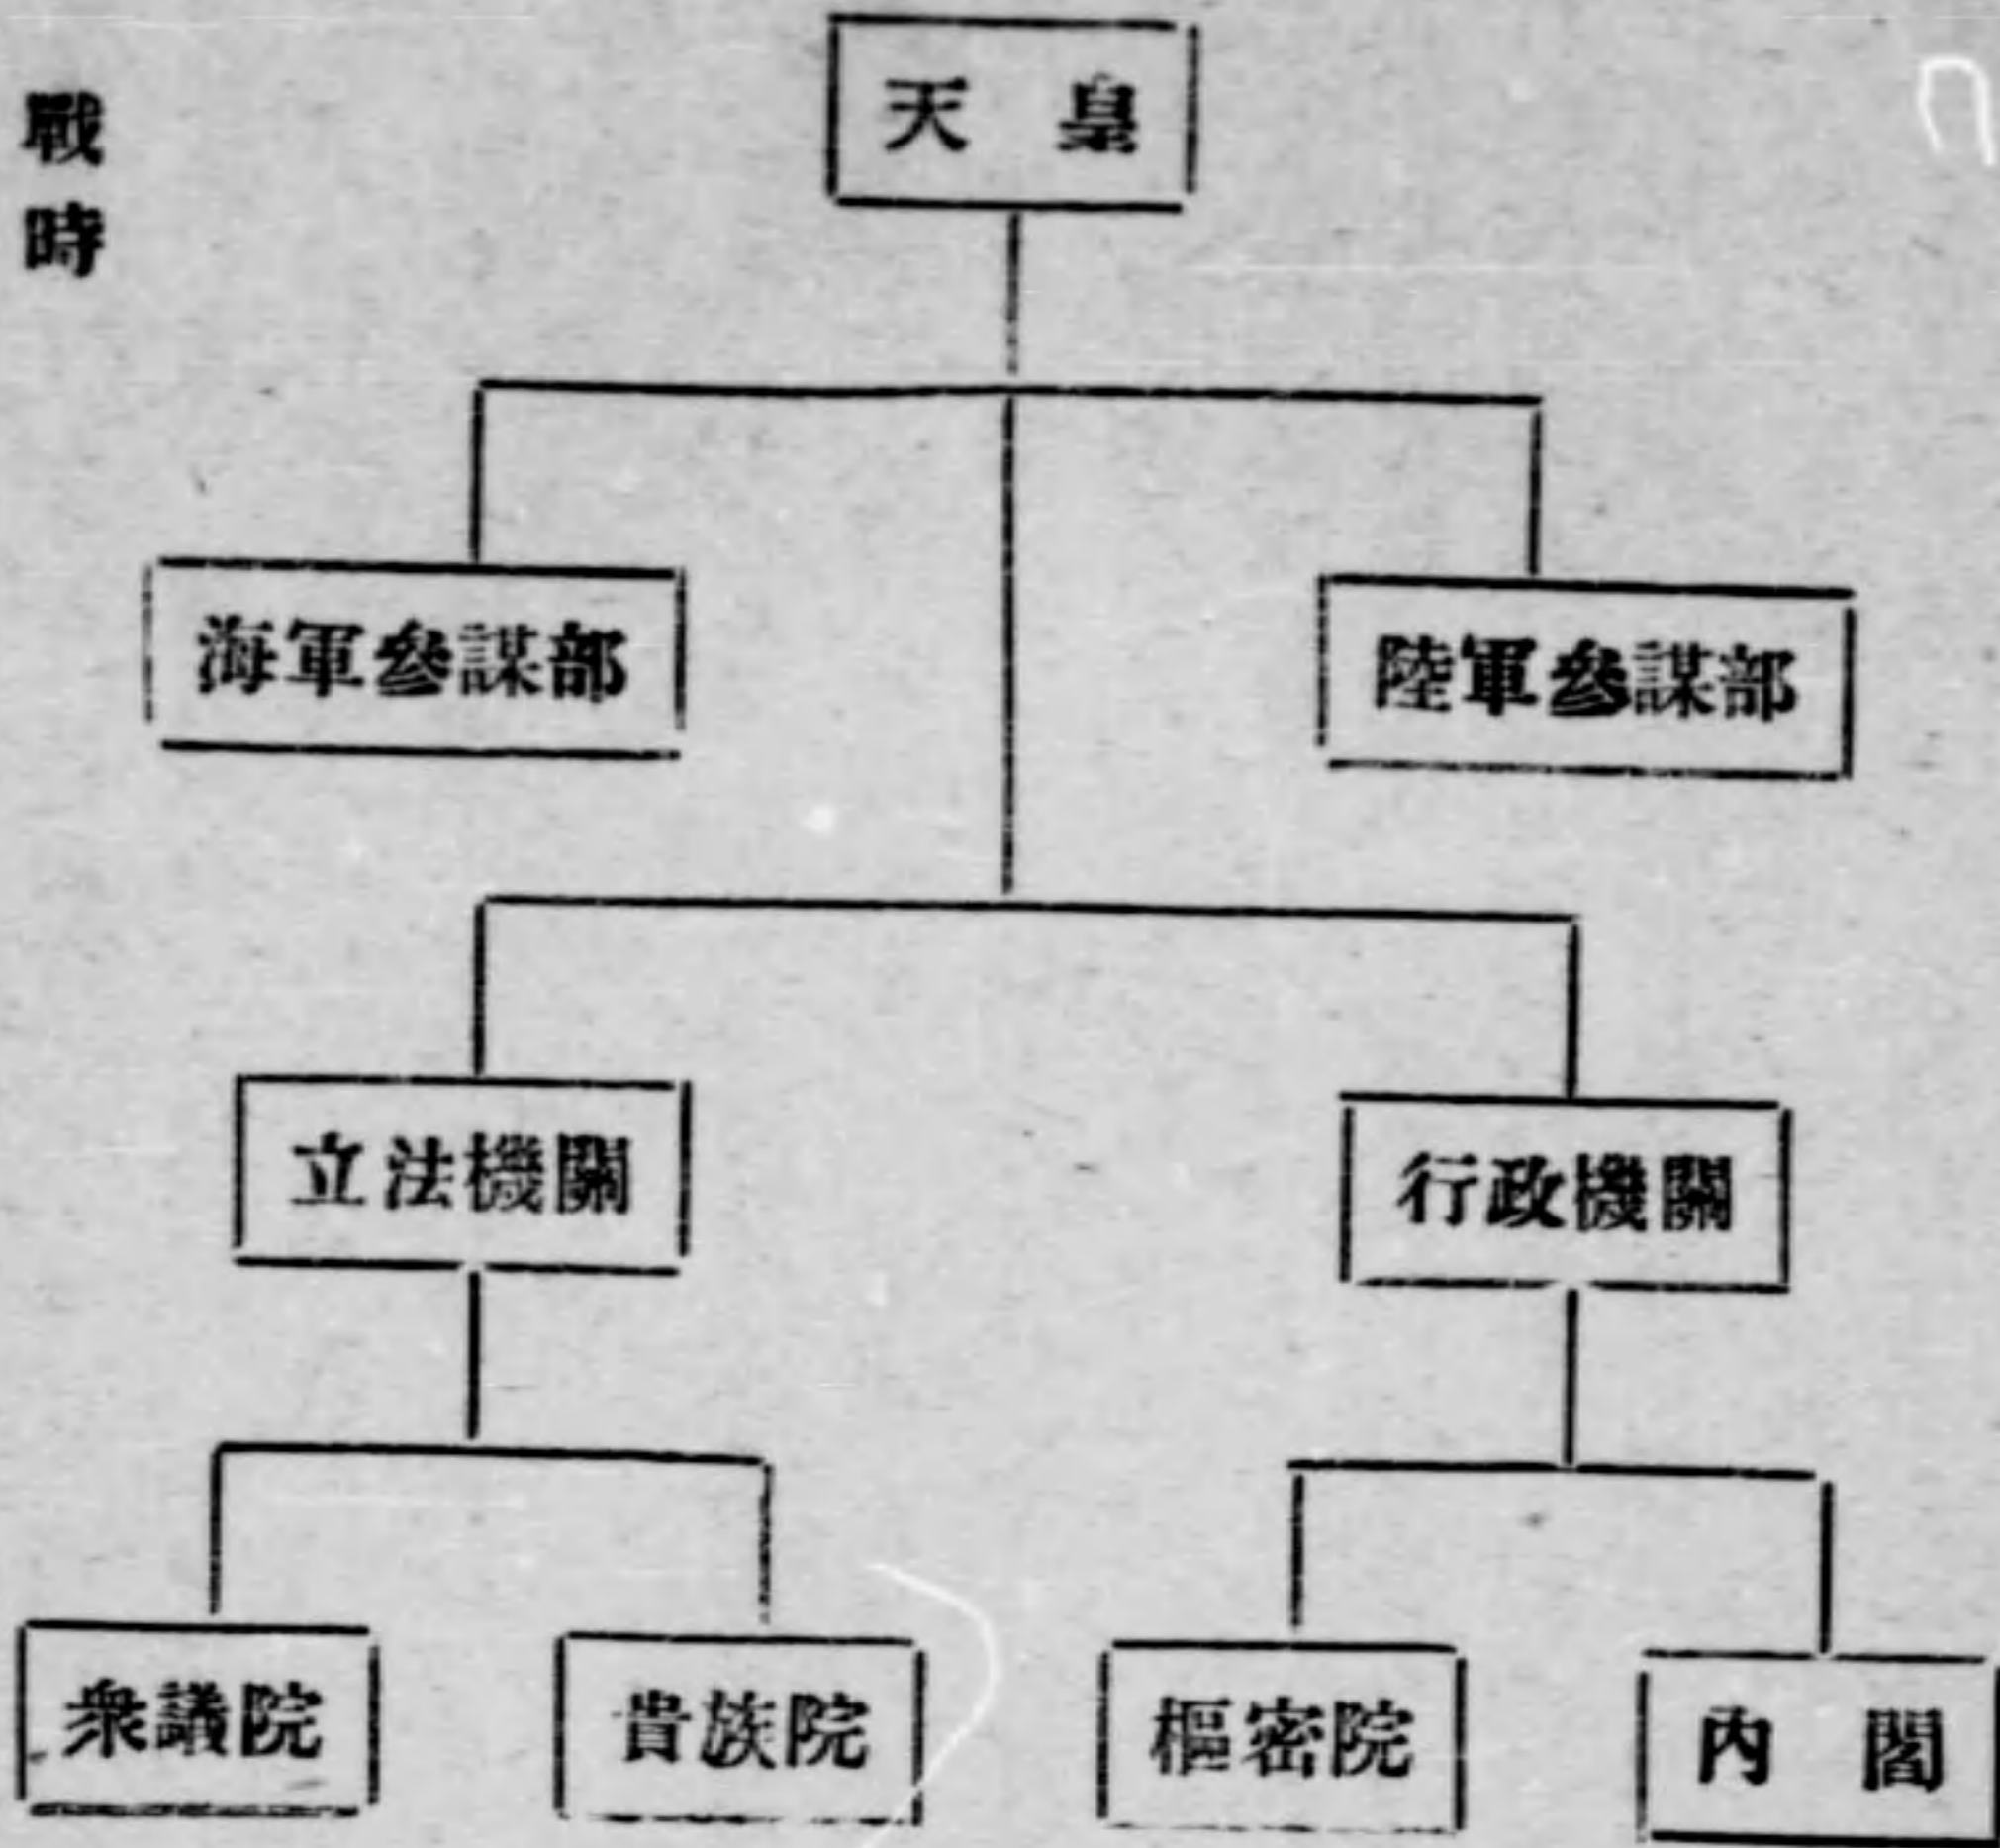 戰時
天皇
海軍參謀部
陸軍參謀部
立法機關
行政機關
衆議院
貴族院
樞密院
內閣